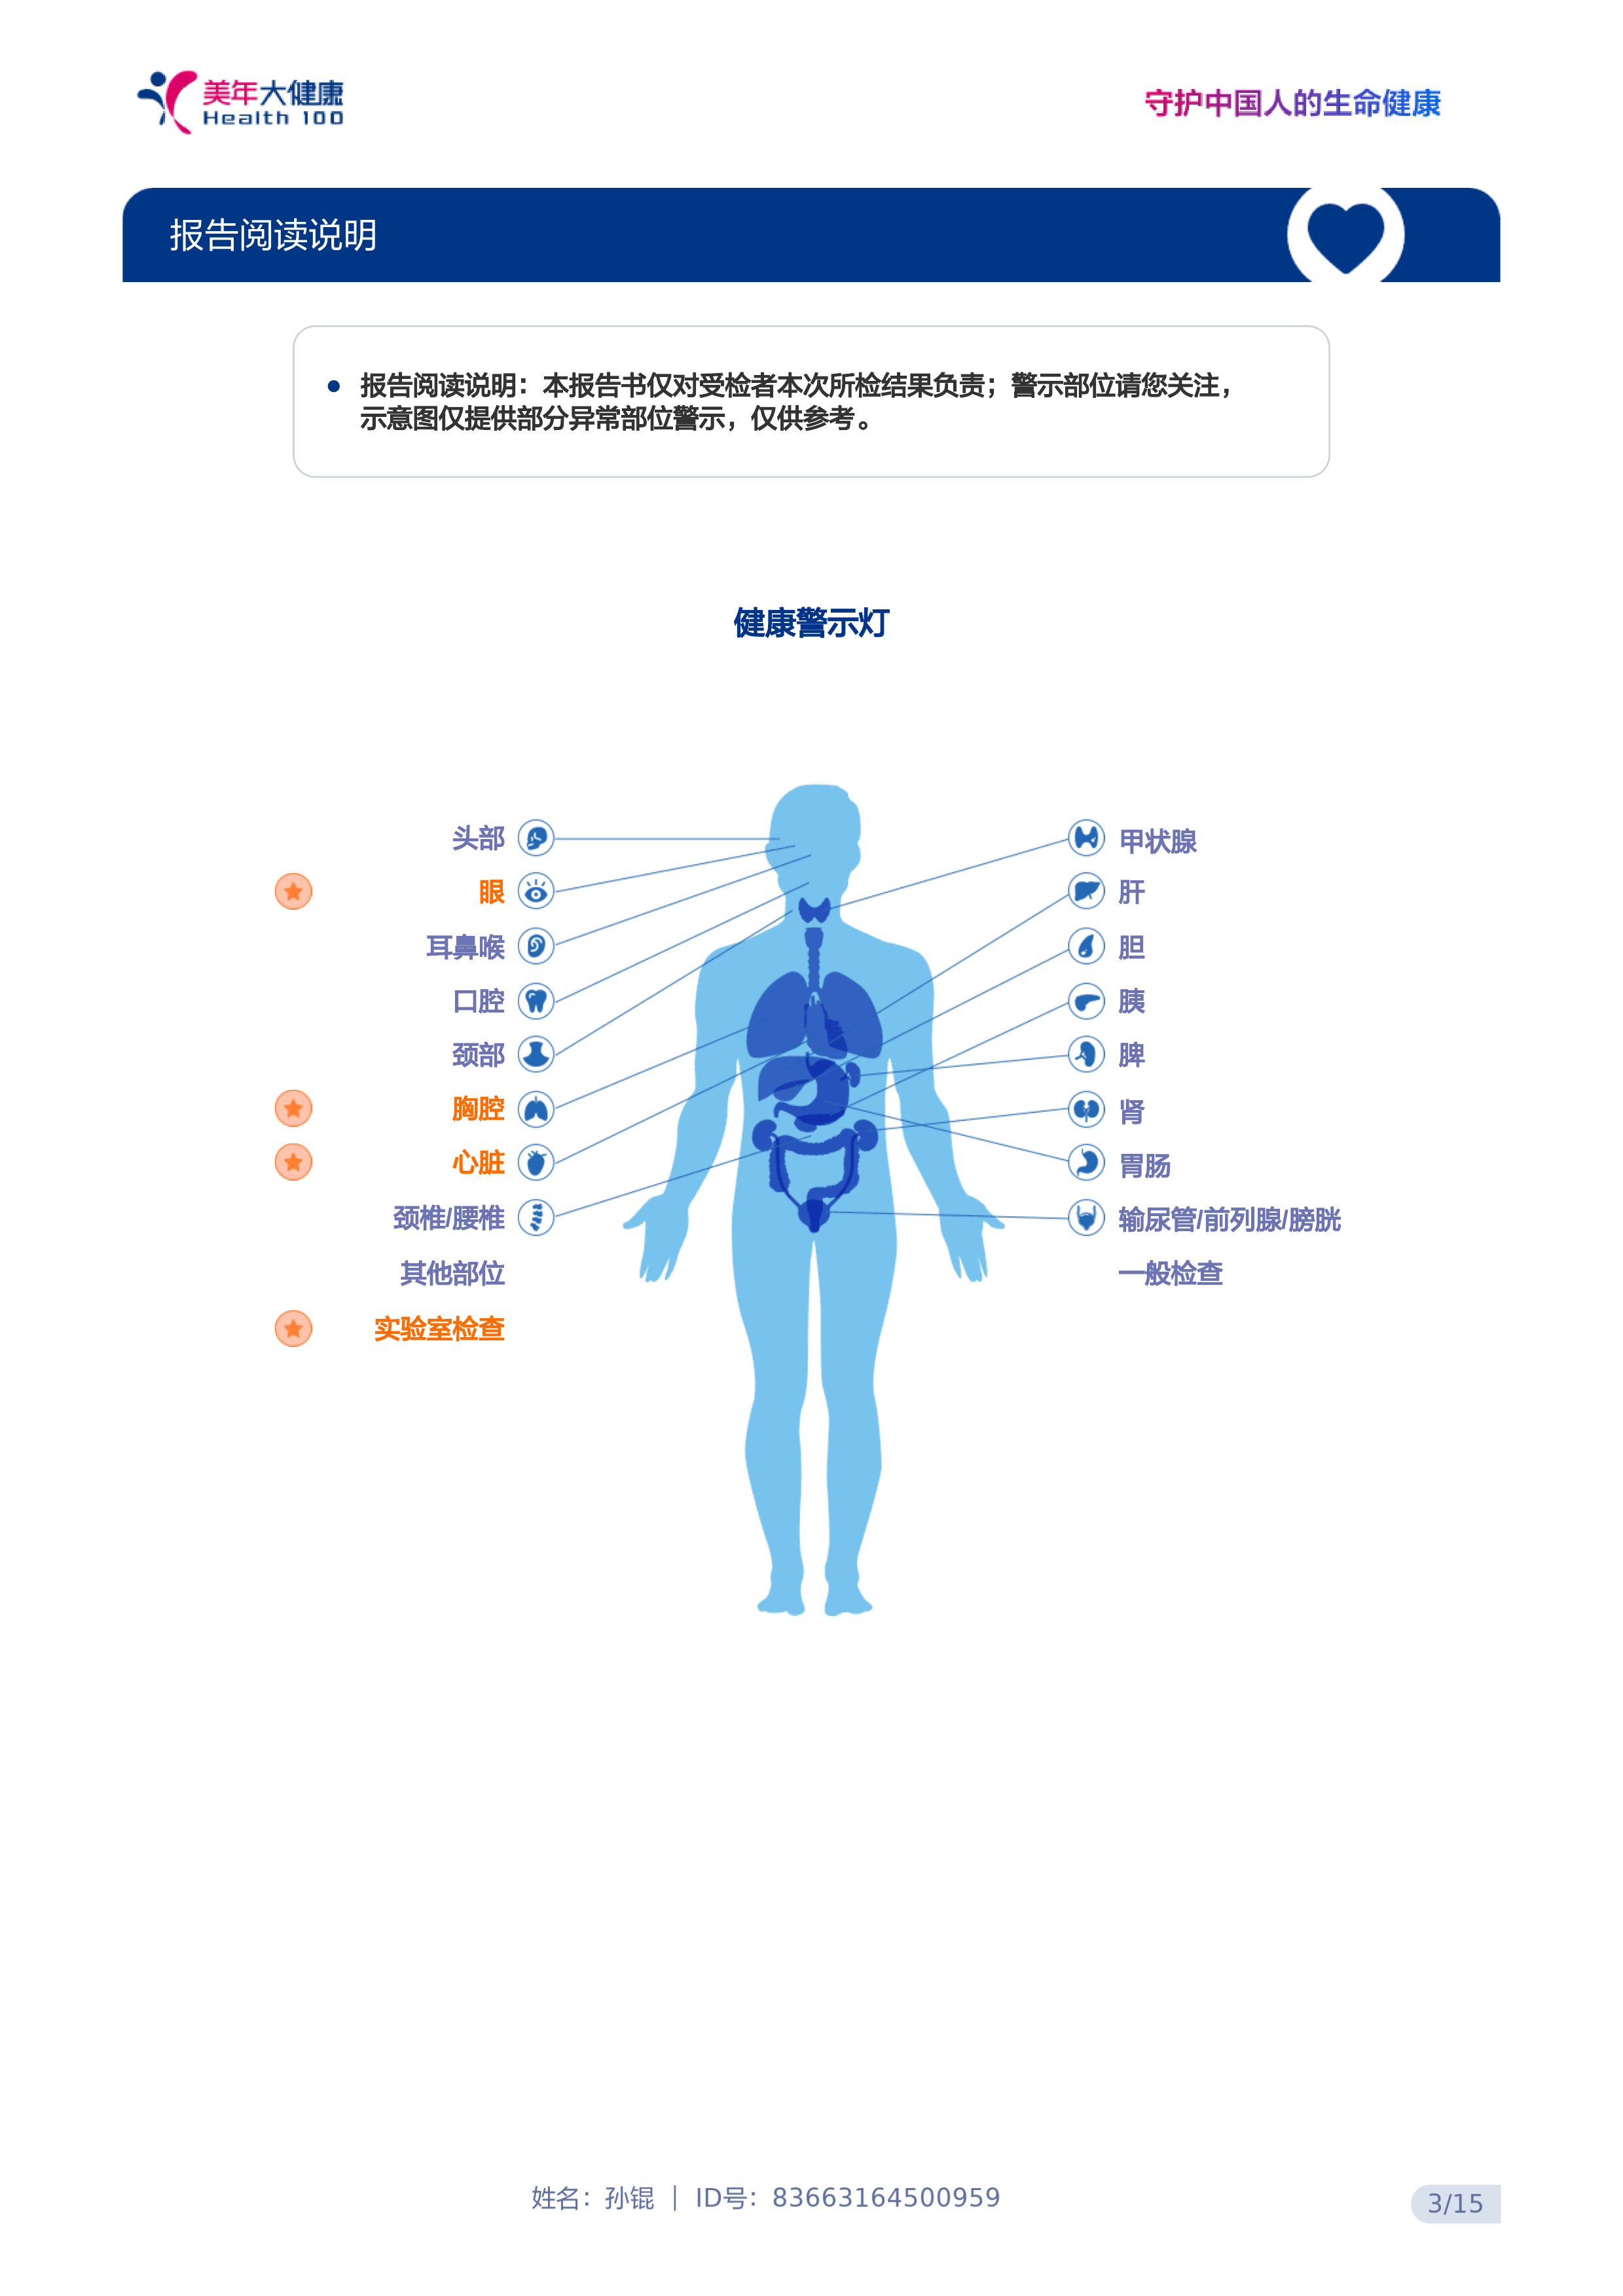 美年大健康
Health 100
守护中国人的生命健康
报告阅读说明
● 报告阅读说明：本报告书仅对受检者本次所检结果负责；警示部位请您关注，
示意图仅提供部分异常部位警示，仅供参考。
健康警示灯
头部
眼
耳鼻喉
口腔
颈部
胸腔
心脏
颈椎/腰椎
其他部位
实验室检查
甲状腺
肝
胆
胰
脾
肾
胃肠
输尿管/前列腺/膀胱
一般检查
姓名：孙锟 | ID号：83663164500959
3/15